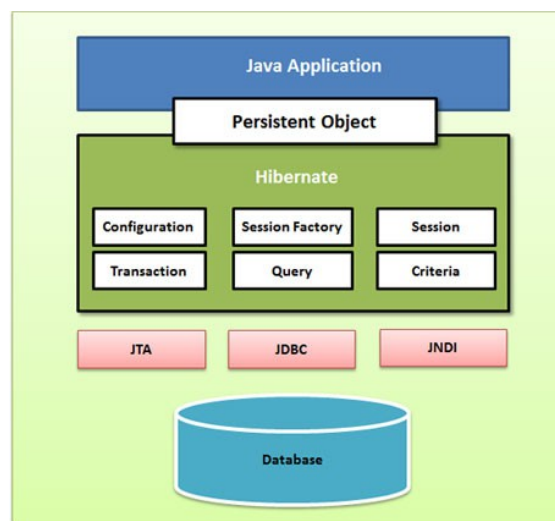 Java Application
Persistent Object
Hibernate
Configuration
Session Factory
Session
Transaction
Query
Criteria
JTA
JDBC
JNDI
Database